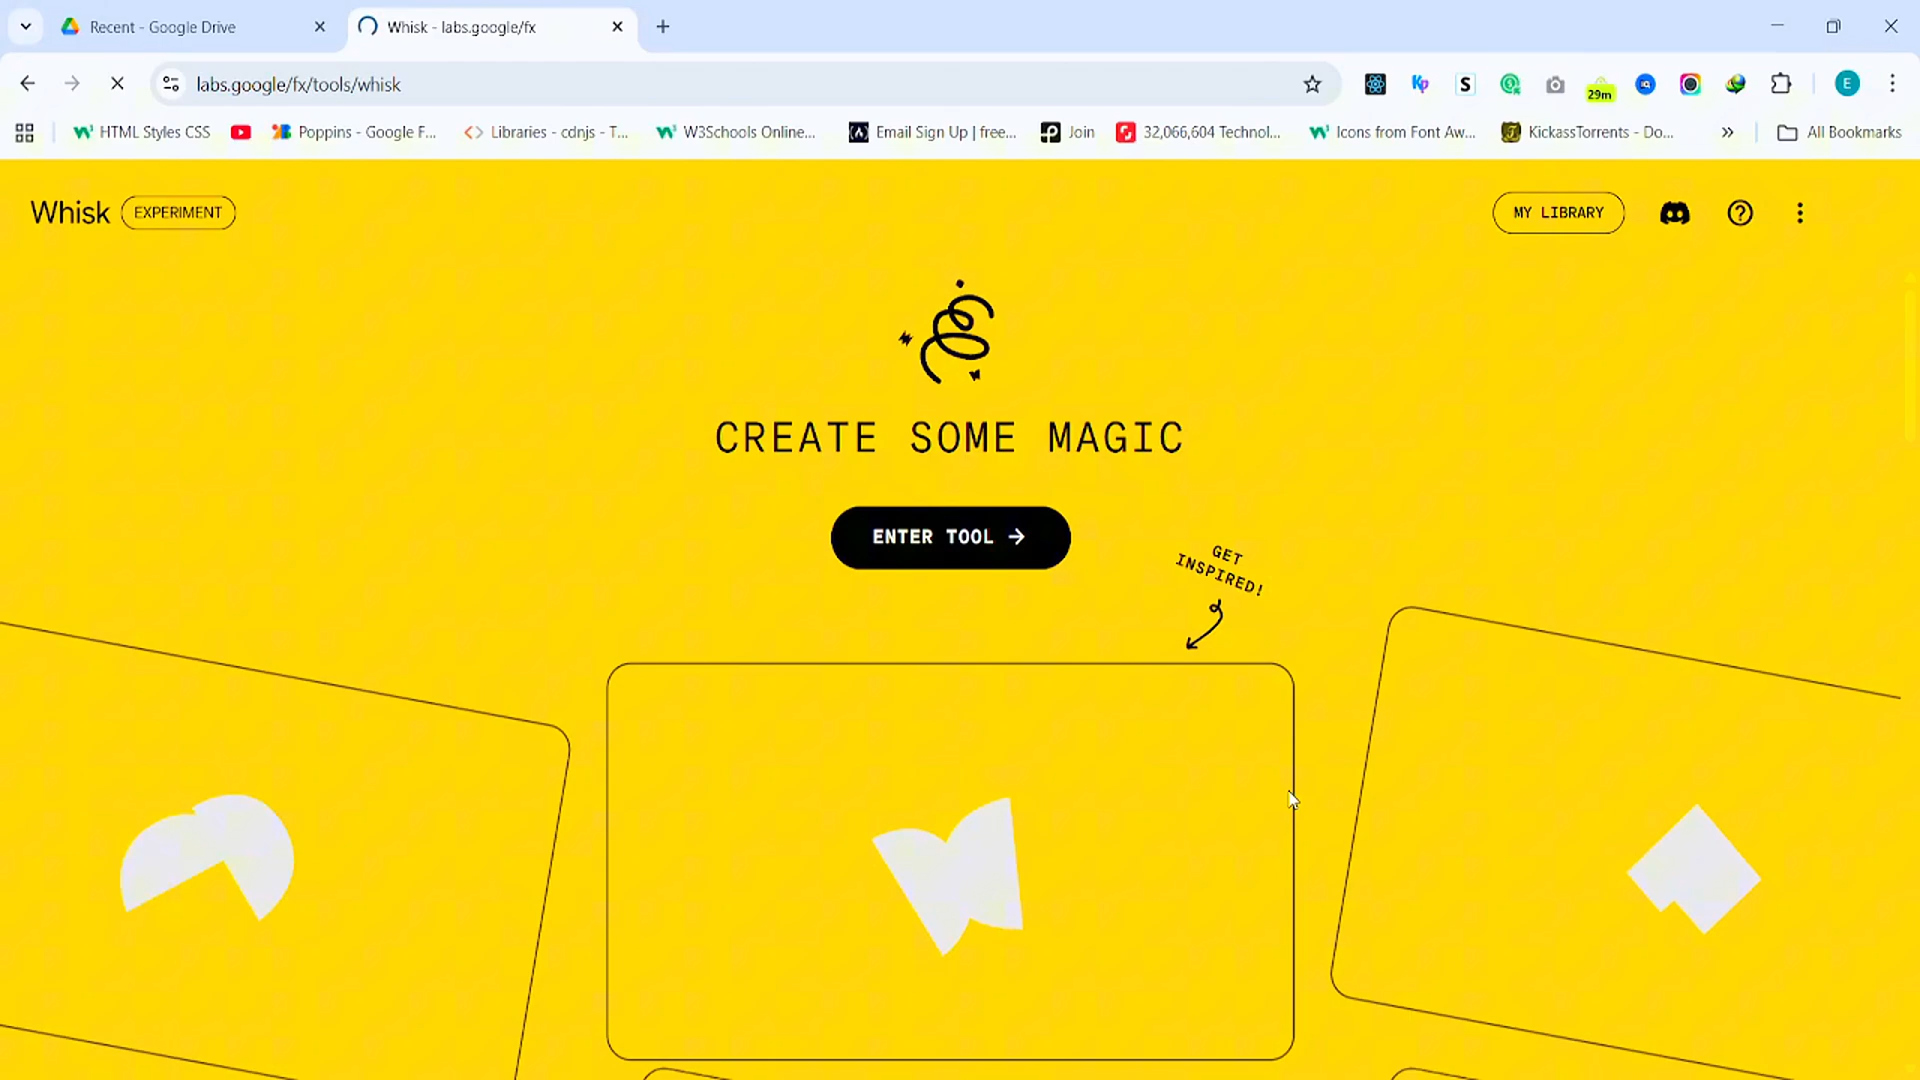 Recent - Google Drive
Whisk - labs.google/fx
labs.google/fx/tools/whisk
Kp
S
29m
E
HTML Styles CSS
Poppins - Google F...
Libraries - cdnjs - T...
W3Schools Online...
Email Sign Up | free...
Join
32,066,604 Technol...
Icons from Font Aw...
KickassTorrents - Do...
All Bookmarks
Whisk
EXPERIMENT
MY LIBRARY
CREATE SOME MAGIC
ENTER TOOL →
GET
INSPIRED!